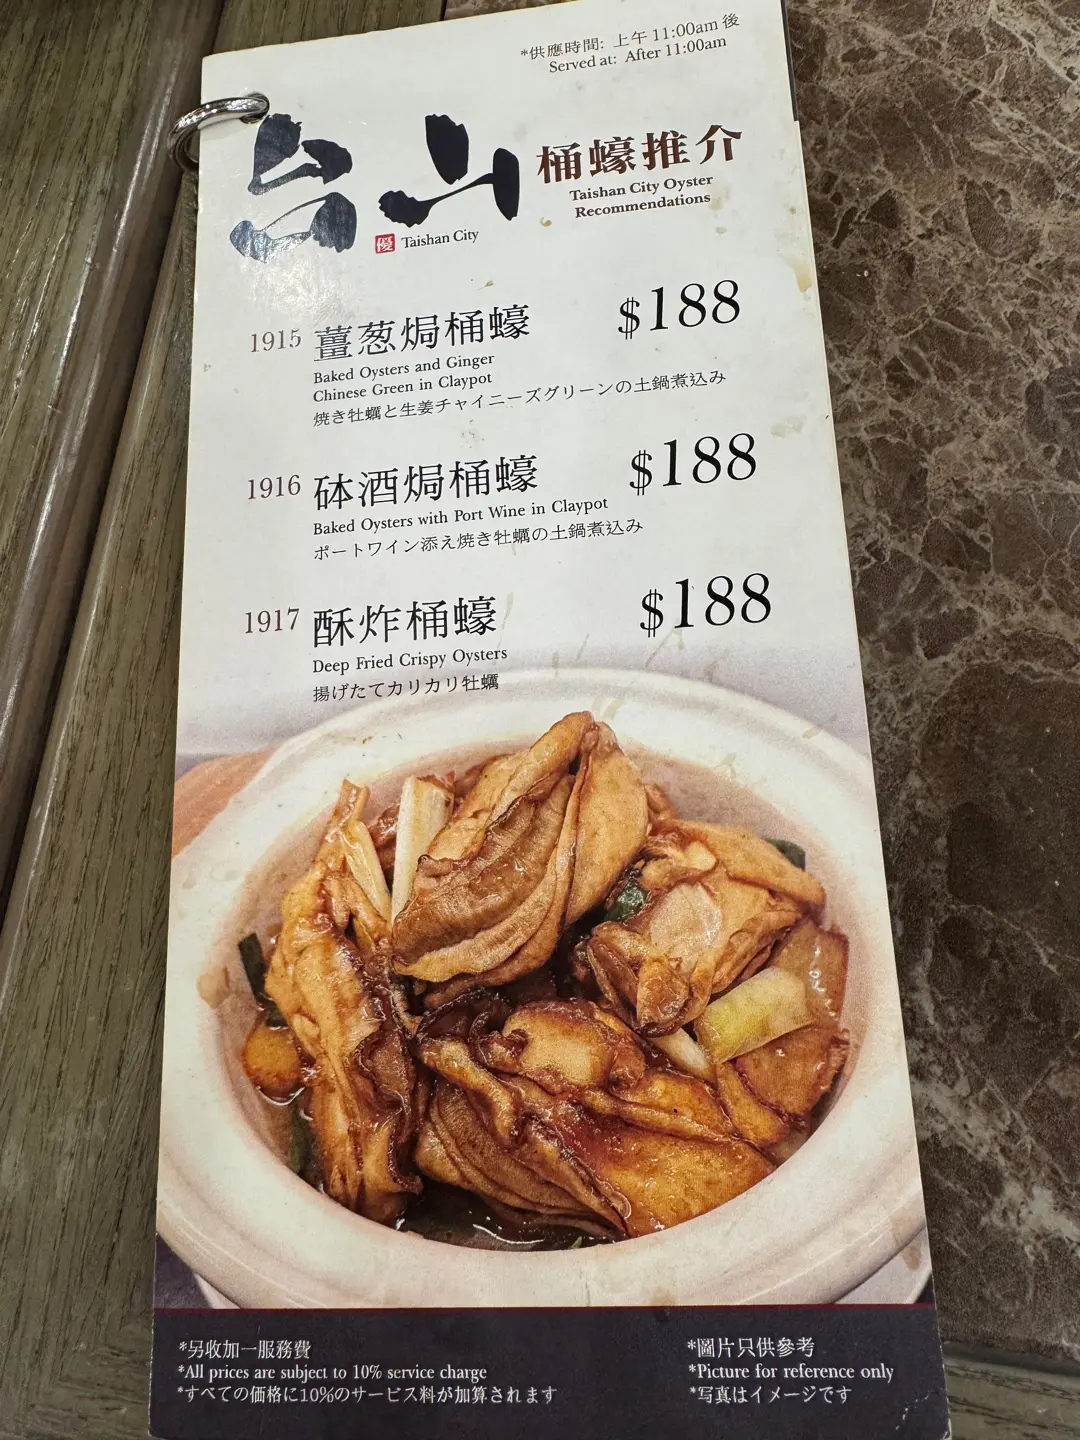 *供應時間: 上午 11:00am 後
Served at: After 11:00am
台山
優 Taishan City
桶蠔推介
Taishan City Oyster
Recommendations
1915 薑葱焗桶蠔 $188
Baked Oysters and Ginger
Chinese Green in Claypot
焼き牡蠣と生姜チャイニーズグリーンの土鍋煮込み
1916 砵酒焗桶蠔 $188
Baked Oysters with Port Wine in Claypot
ポートワイン添え焼き牡蠣の土鍋煮込み
1917 酥炸桶蠔 $188
Deep Fried Crispy Oysters
揚げたてカリカリ牡蠣
*另收加一服務費
*All prices are subject to 10% service charge
*すべての価格に10%のサービス料が加算されます
*圖片只供參考
*Picture for reference only
*写真はイメージです